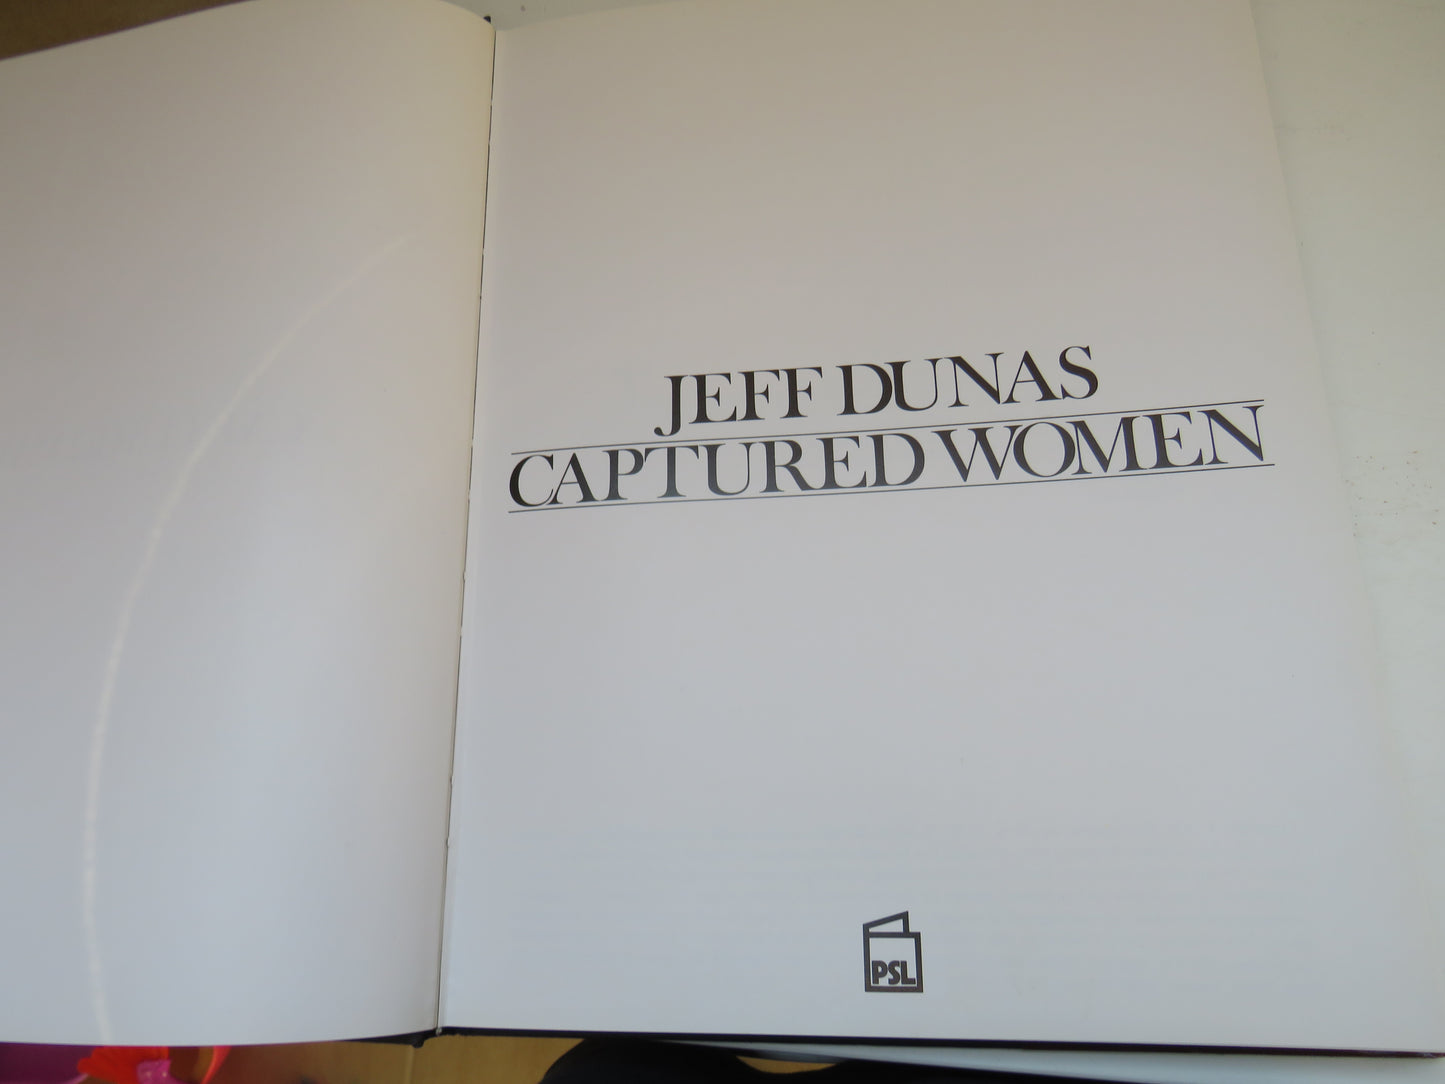 JEFF DUNAS
CAPTURED WOMEN
PSL